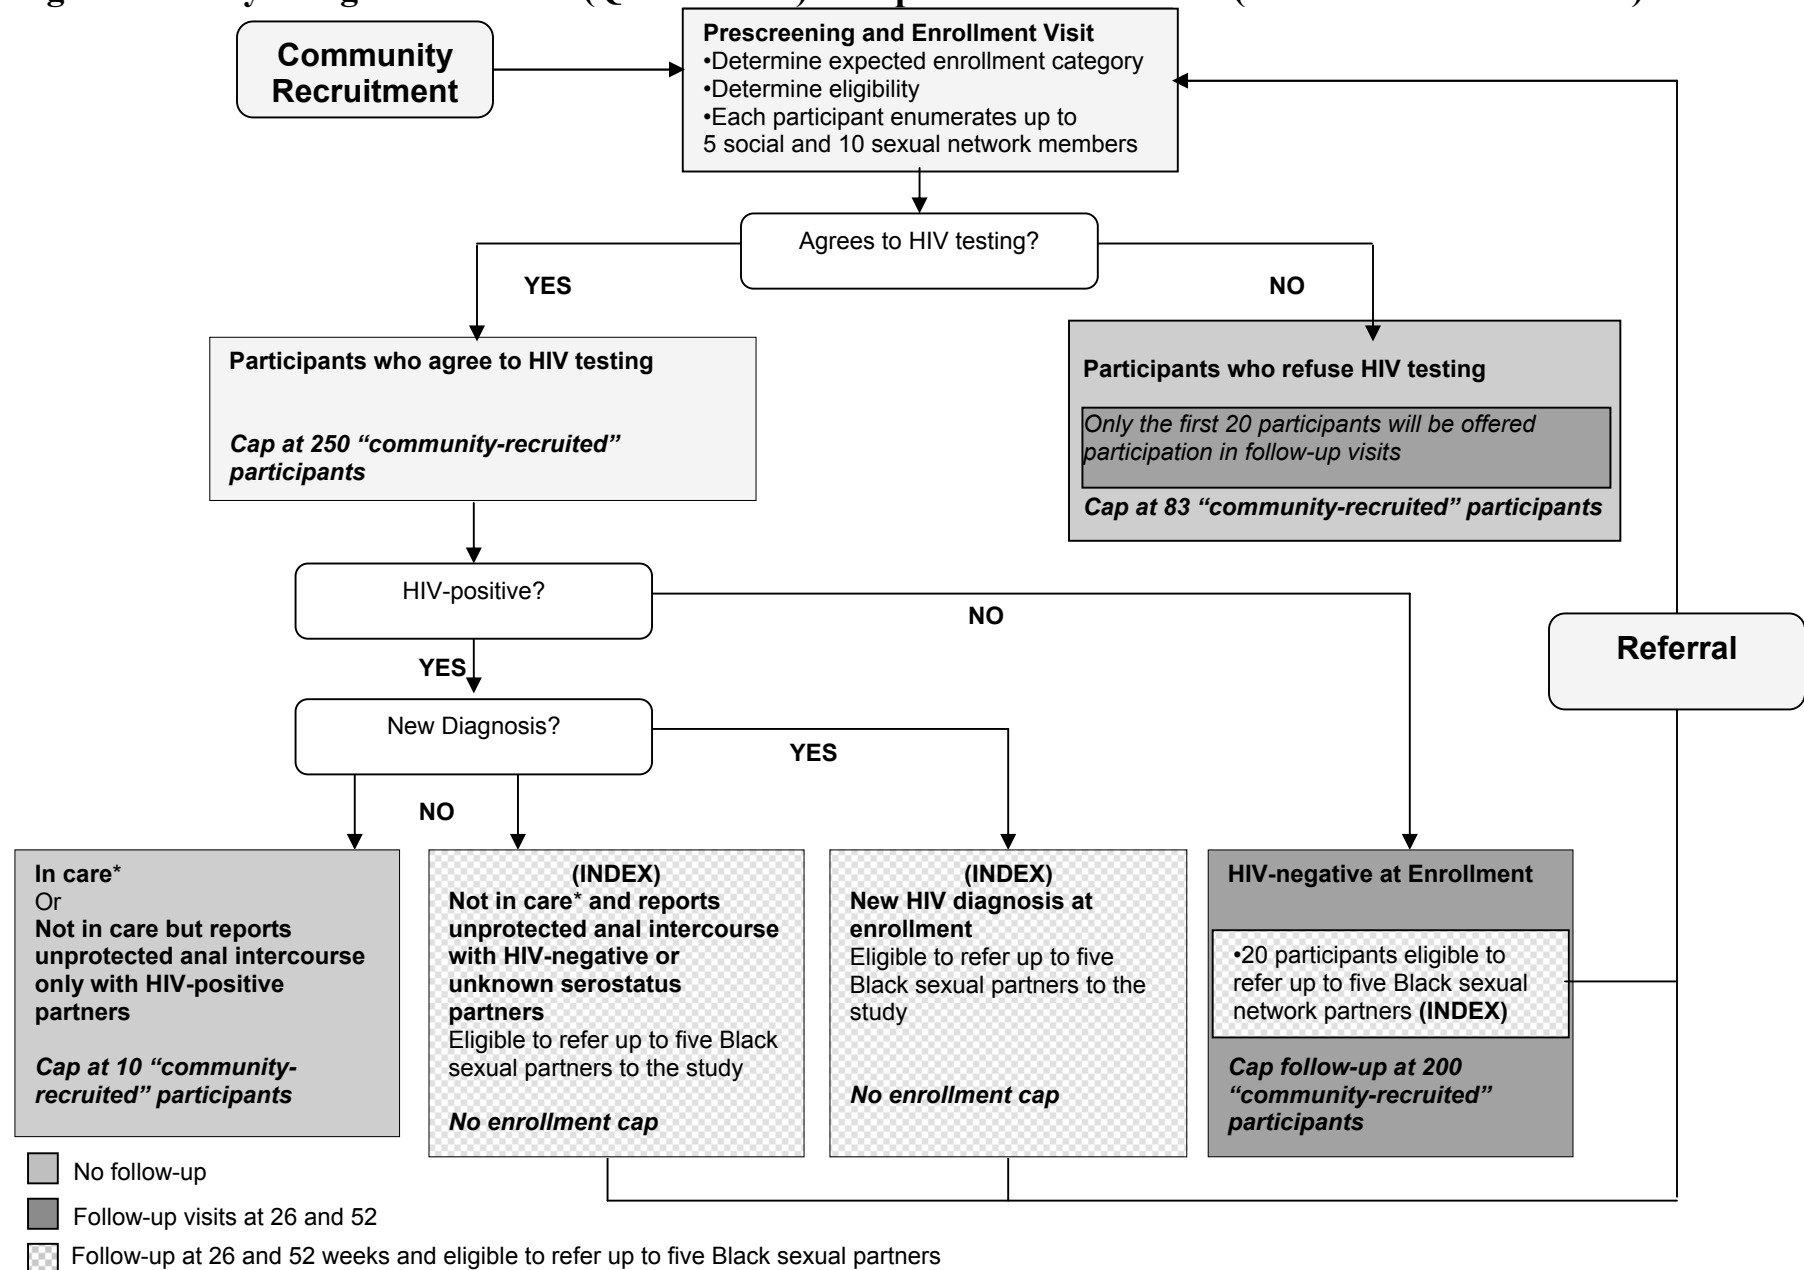 Community
Recruitment
Prescreening and Enrollment Visit
•Determine expected enrollment category
•Determine eligibility
•Each participant enumerates up to
5 social and 10 sexual network members
Agrees to HIV testing?
YES
NO
Participants who agree to HIV testing
Cap at 250 “community-recruited”
participants
Participants who refuse HIV testing
Only the first 20 participants will be offered
participation in follow-up visits
Cap at 83 “community-recruited” participants
HIV-positive?
NO
YES
Referral
New Diagnosis?
YES
NO
In care*
Or
Not in care but reports
unprotected anal intercourse
only with HIV-positive
partners
Cap at 10 “community-
recruited” participants
(INDEX)
Not in care* and reports
unprotected anal intercourse
with HIV-negative or
unknown serostatus
partners
Eligible to refer up to five Black
sexual partners to the study
No enrollment cap
(INDEX)
New HIV diagnosis at
enrollment
Eligible to refer up to five
Black sexual partners to the
study
No enrollment cap
HIV-negative at Enrollment
•20 participants eligible to
refer up to five Black sexual
network partners (INDEX)
Cap follow-up at 200
“community-recruited”
participants
No follow-up
Follow-up visits at 26 and 52
Follow-up at 26 and 52 weeks and eligible to refer up to five Black sexual partners